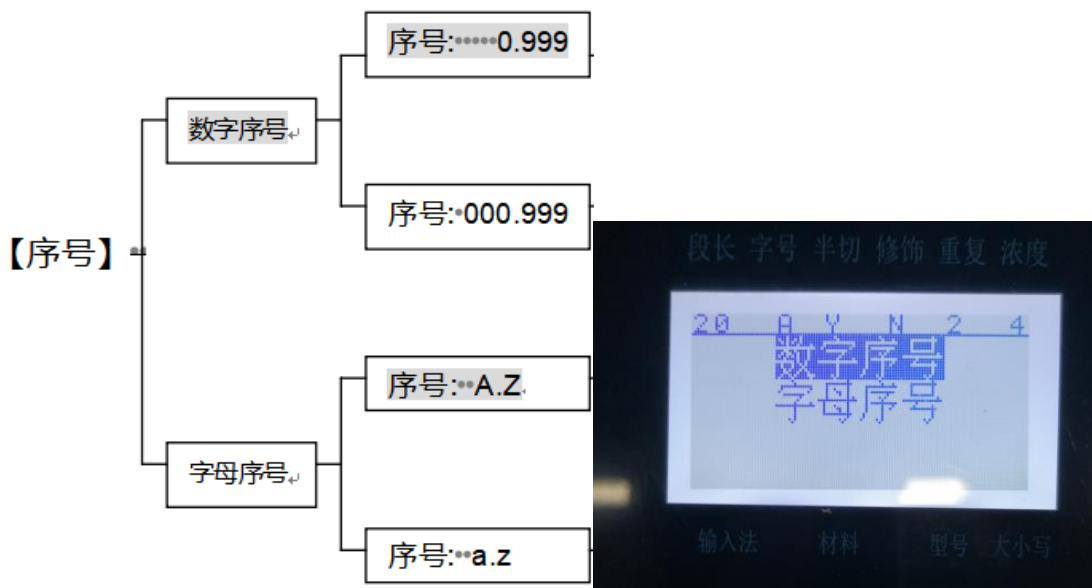 序号:·····0.999
数字序号
序号:·000.999
【序号】
序号:··A.Z
字母序号
序号:··a.z
段长 字号 半切 修饰 重复 浓度
20 A Y N 2 4
数字序号
字母序号
输入法 材料 型号 大小写